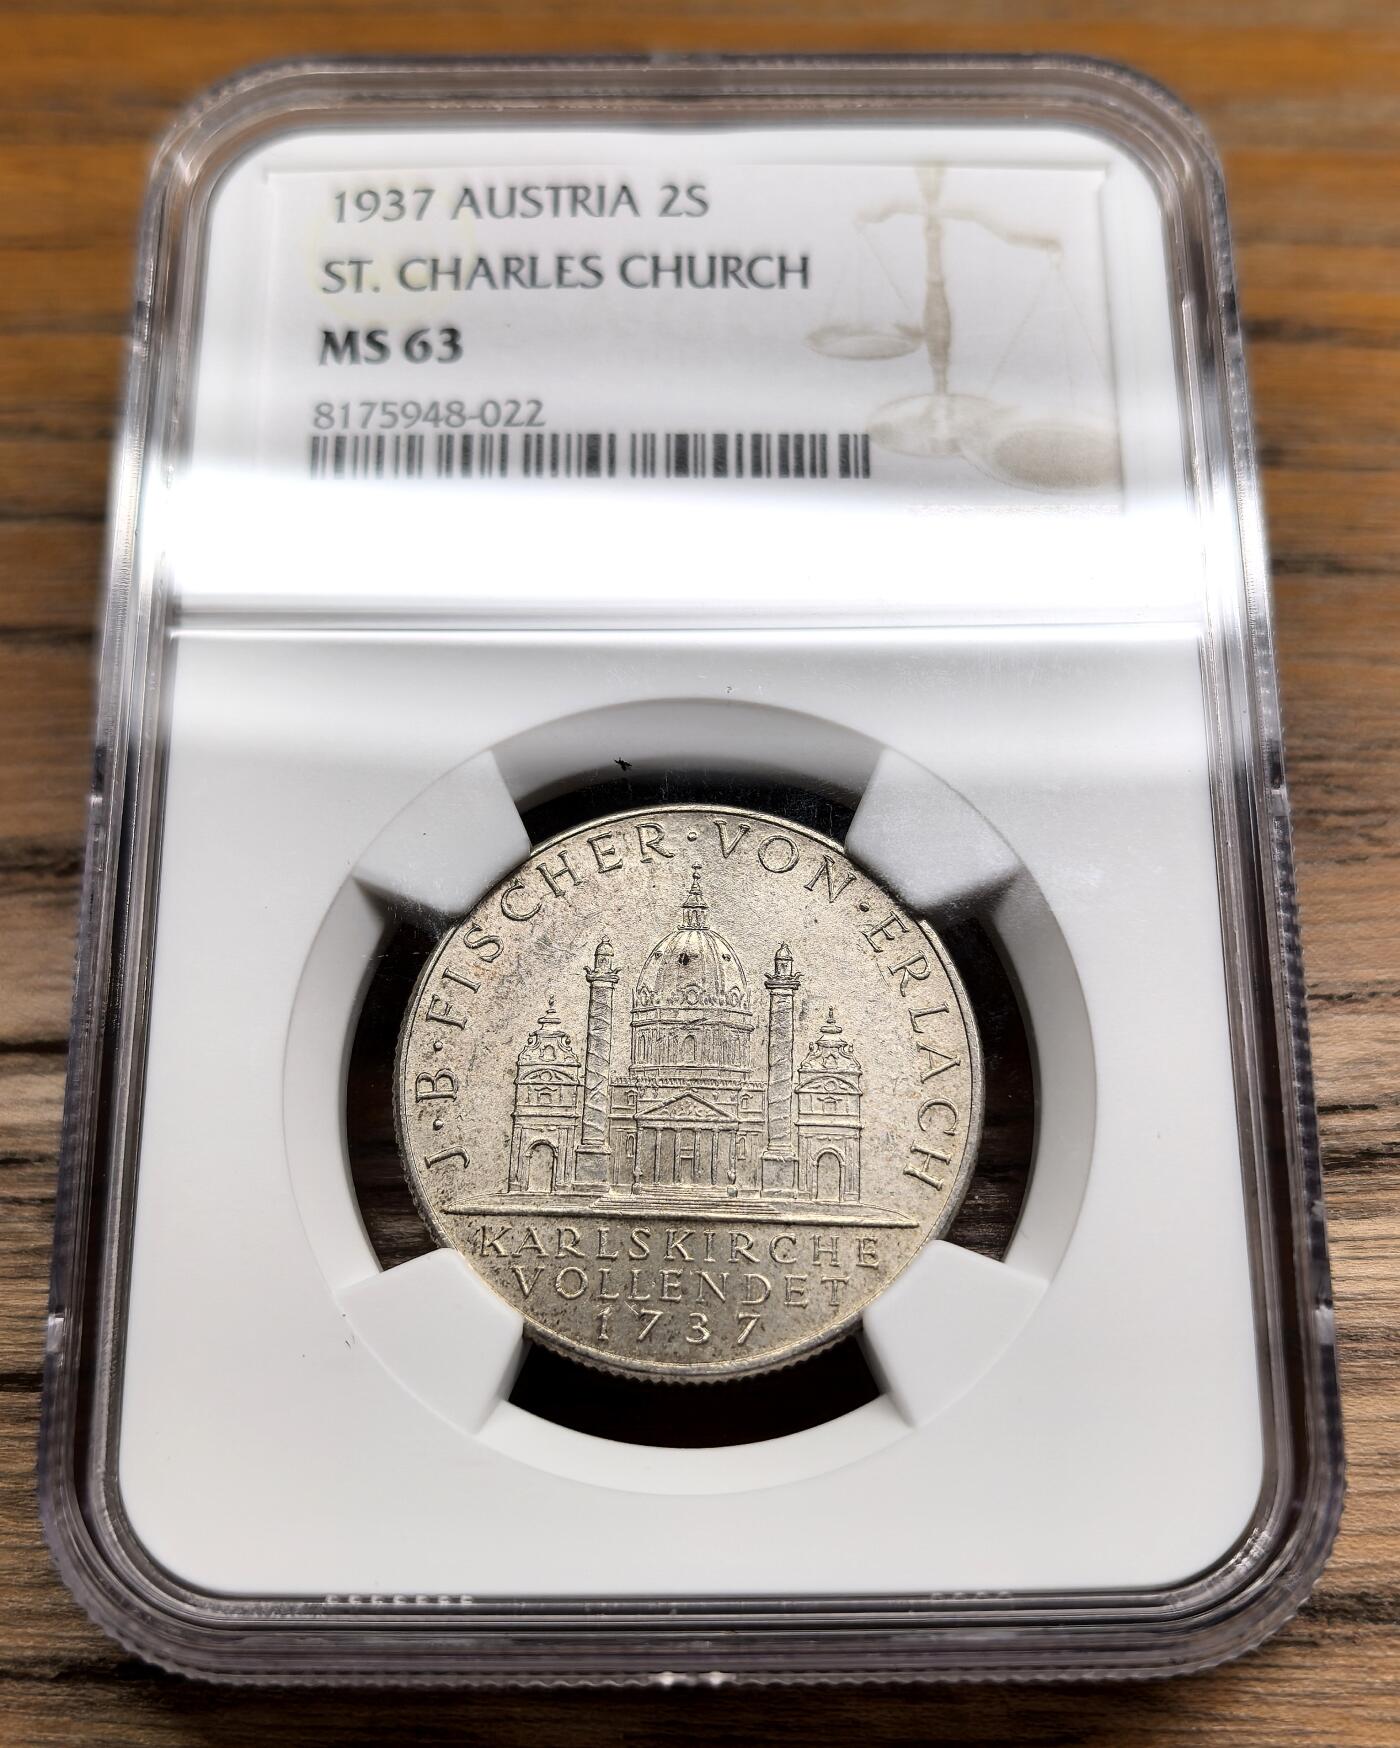 1937 AUSTRIA 2S
ST. CHARLES CHURCH
MS 63
8175948-022
J·B·FISCHER·VON·ERLACH
KARLSKIRCHE
VOLLENDET
1737